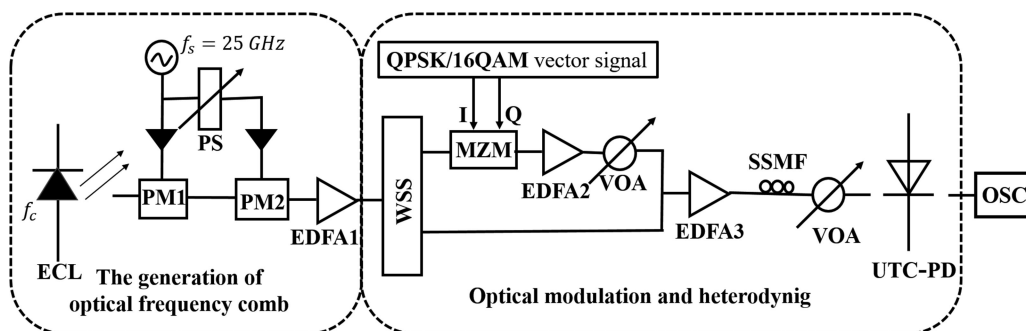 f_s = 25 GHz
PS
PM1
PM2
f_c
ECL
EDFA1
The generation of
optical frequency comb
QPSK/16QAM vector signal
I
Q
WSS
MZM
EDFA2
VOA
EDFA3
SSMF
VOA
UTC-PD
OSC
Optical modulation and heterodynig